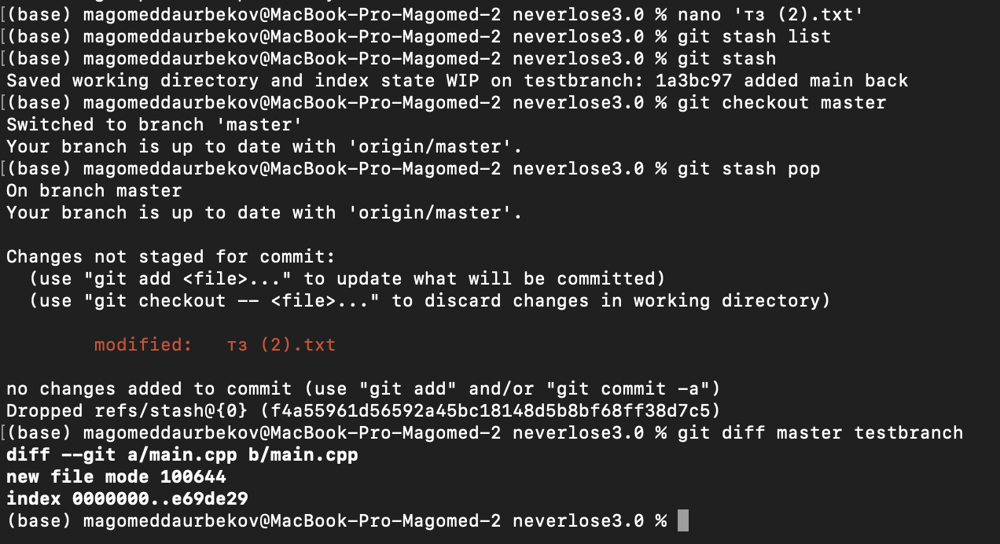 [(base) magomeddaurbekov@MacBook-Pro-Magomed-2 neverlose3.0 % nano 'тз (2).txt'
[(base) magomeddaurbekov@MacBook-Pro-Magomed-2 neverlose3.0 % git stash list
[(base) magomeddaurbekov@MacBook-Pro-Magomed-2 neverlose3.0 % git stash
Saved working directory and index state WIP on testbranch: 1a3bc97 added main back
[(base) magomeddaurbekov@MacBook-Pro-Magomed-2 neverlose3.0 % git checkout master
Switched to branch 'master'
Your branch is up to date with 'origin/master'.
[(base) magomeddaurbekov@MacBook-Pro-Magomed-2 neverlose3.0 % git stash pop
On branch master
Your branch is up to date with 'origin/master'.

Changes not staged for commit:
  (use "git add <file>..." to update what will be committed)
  (use "git checkout -- <file>..." to discard changes in working directory)

        modified:   тз (2).txt

no changes added to commit (use "git add" and/or "git commit -a")
Dropped refs/stash@{0} (f4a55961d56592a45bc18148d5b8bf68ff38d7c5)
[(base) magomeddaurbekov@MacBook-Pro-Magomed-2 neverlose3.0 % git diff master testbranch
diff --git a/main.cpp b/main.cpp
new file mode 100644
index 0000000..e69de29
(base) magomeddaurbekov@MacBook-Pro-Magomed-2 neverlose3.0 %